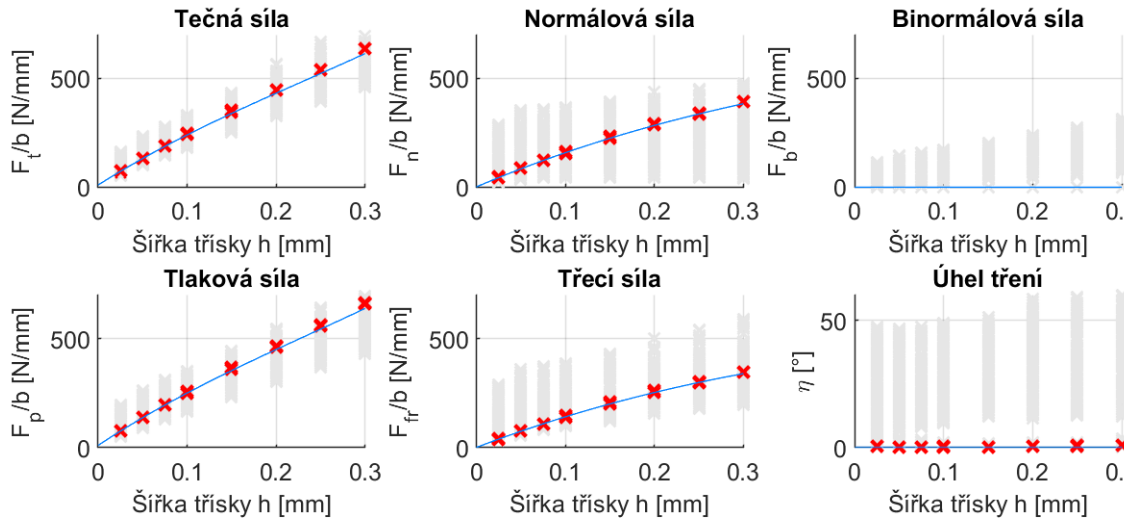 Tečná síla
Normálová síla
Binormálová síla
F_t/b [N/mm]
500
0
0 0.1 0.2 0.3
Šířka třísky h [mm]
F_n/b [N/mm]
500
0
0 0.1 0.2 0.3
Šířka třísky h [mm]
F_b/b [N/mm]
500
0
0 0.1 0.2 0.3
Šířka třísky h [mm]
Tlaková síla
Třecí síla
Úhel tření
F_p/b [N/mm]
500
0
0 0.1 0.2 0.3
Šířka třísky h [mm]
F_fr/b [N/mm]
500
0
0 0.1 0.2 0.3
Šířka třísky h [mm]
η [°]
50
0
0 0.1 0.2 0.3
Šířka třísky h [mm]